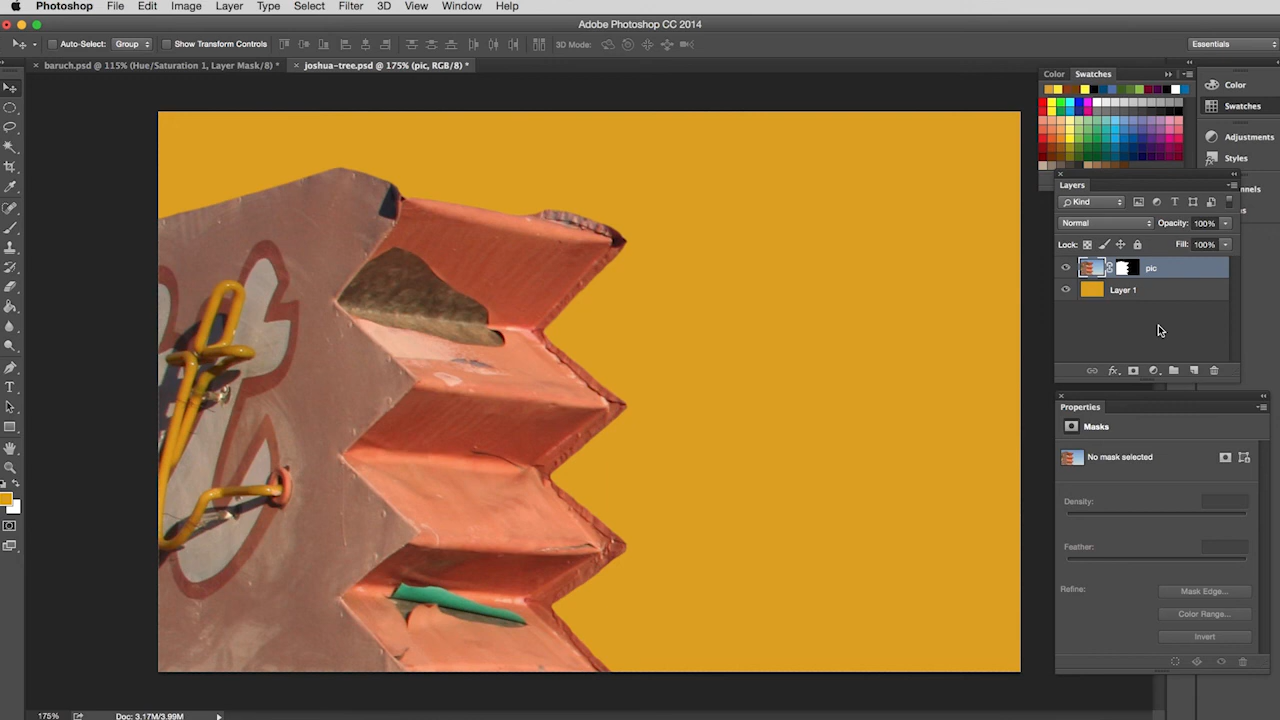 Photoshop File Edit Image Layer Type Select Filter 3D View Window Help
Adobe Photoshop CC 2014
Auto-Select: Group Show Transform Controls 3D Mode: Essentials
× baruch.psd @ 115% (Hue/Saturation 1, Layer Mask/8) * × joshua-tree.psd @ 175% (pic, RGB/8) *
Color Swatches
Color
Swatches
Adjustments
Styles
Layers
Kind
Normal Opacity: 100%
Lock: Fill: 100%
pic
Layer 1
Properties
Masks
No mask selected
Density:
Feather:
Refine: Mask Edge...
Color Range...
Invert
175% Doc: 3.17M/3.99M